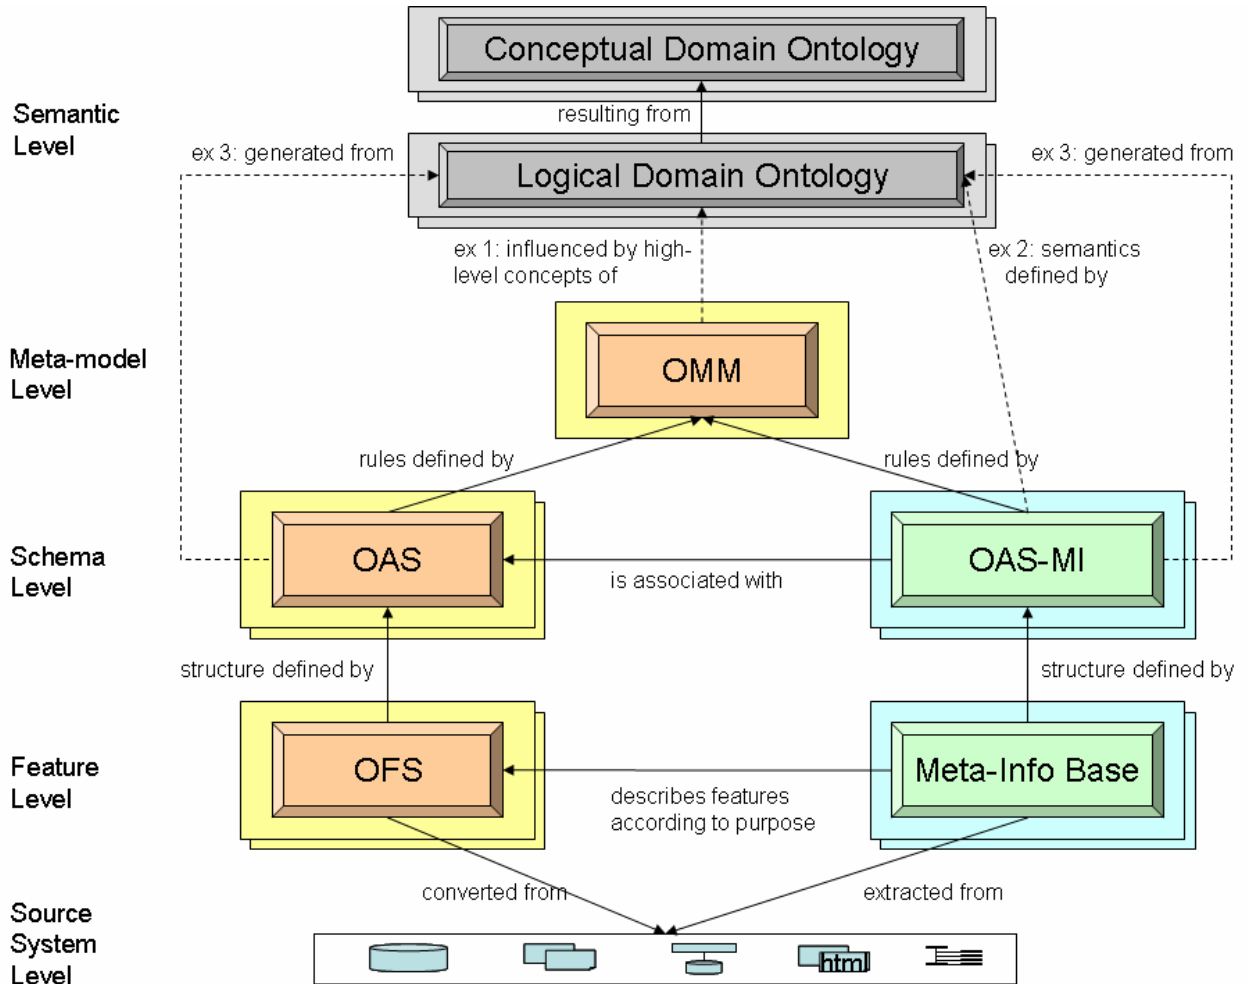 Conceptual Domain Ontology
Semantic
Level
resulting from
ex 3: generated from
ex 3: generated from
Logical Domain Ontology
ex 1: influenced by high-
level concepts of
ex 2: semantics
defined by
Meta-model
Level
OMM
rules defined by
rules defined by
Schema
Level
OAS
OAS-MI
is associated with
structure defined by
structure defined by
Feature
Level
OFS
Meta-Info Base
describes features
according to purpose
converted from
extracted from
Source
System
Level
html